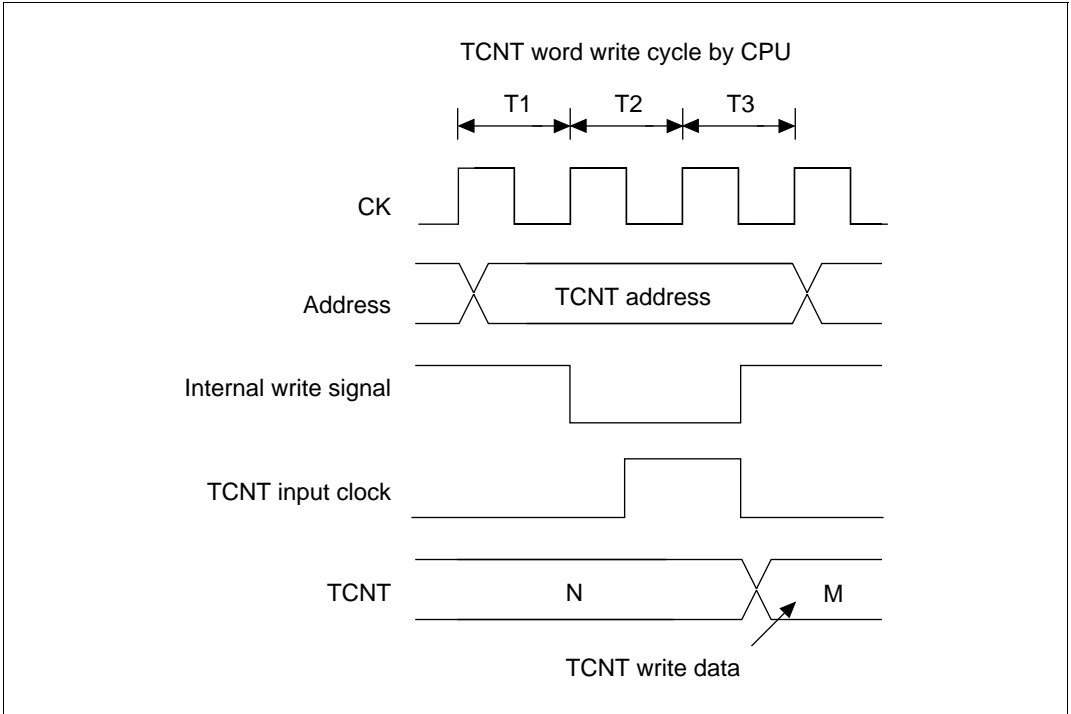 TCNT word write cycle by CPU
T1 T2 T3
CK
Address TCNT address
Internal write signal
TCNT input clock
TCNT N M
TCNT write data